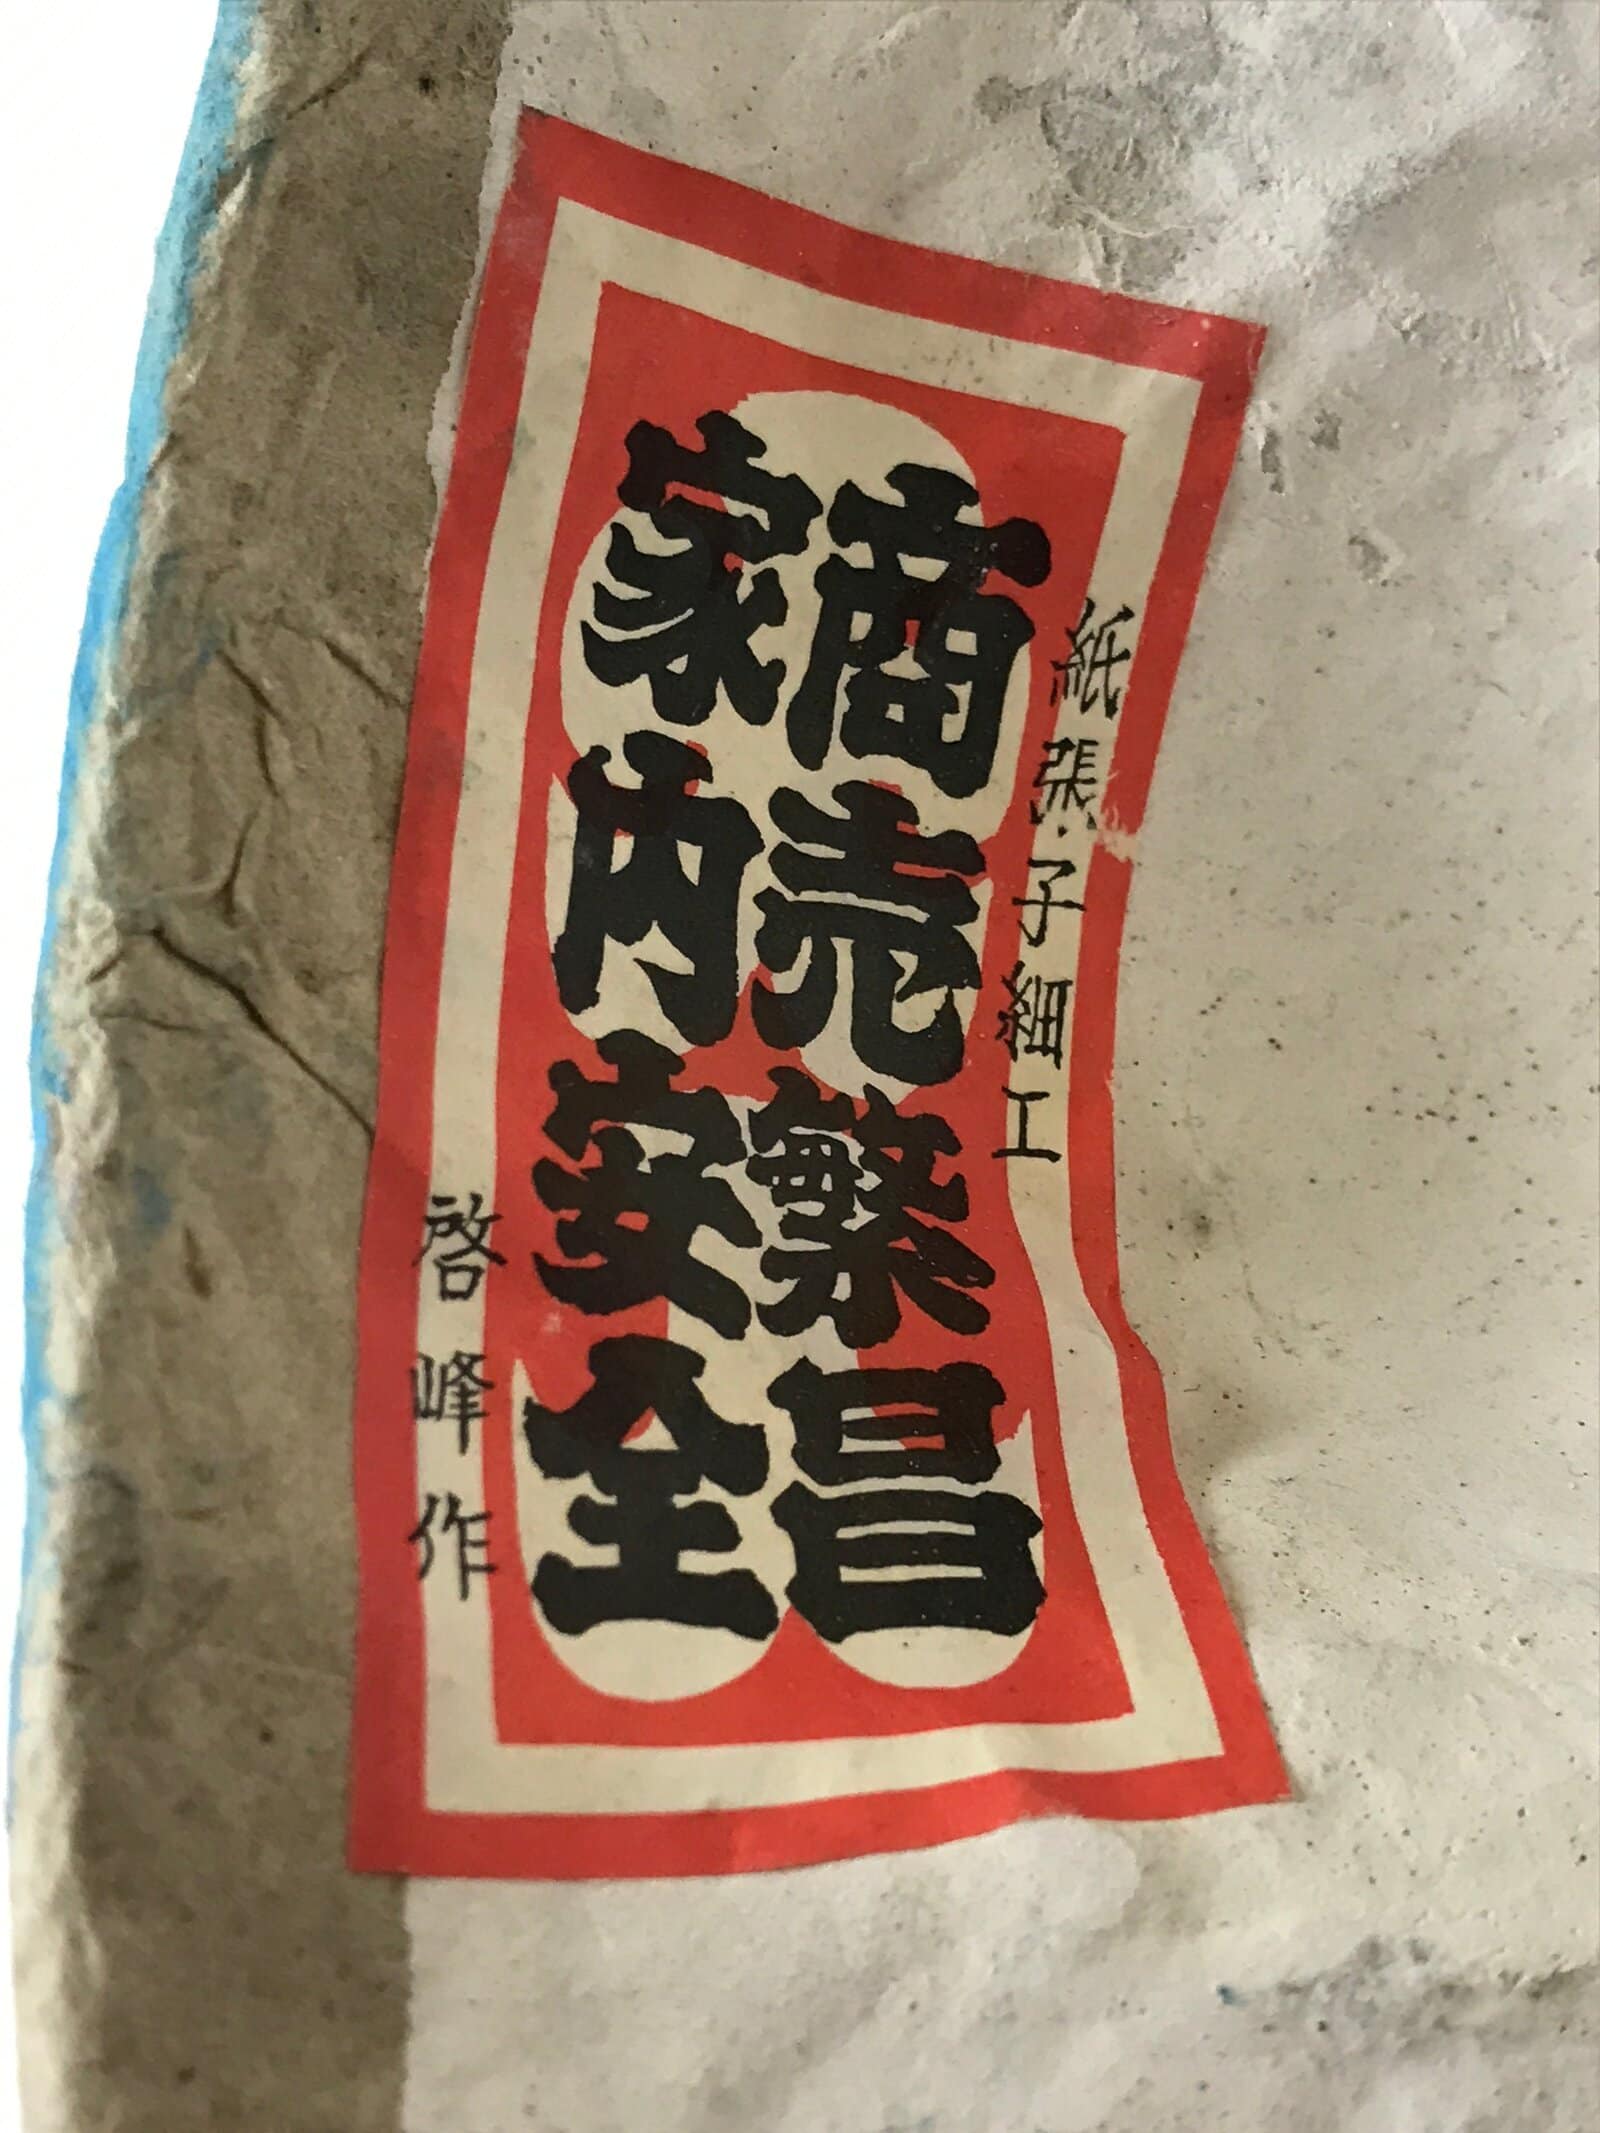 紙張子細工
商売繁昌
家内安全
啓峰作